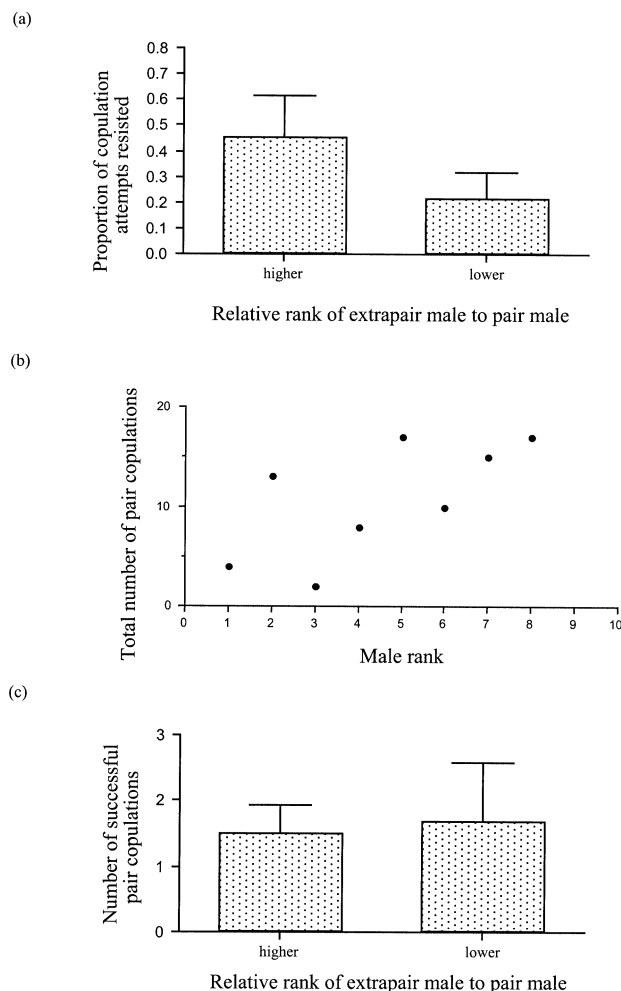 (a)
Proportion of copulation
attempts resisted
0.8
0.7
0.6
0.5
0.4
0.3
0.2
0.1
0.0
higher
lower
Relative rank of extrapair male to pair male
(b)
Total number of pair copulations
20
10
0
0 1 2 3 4 5 6 7 8 9 10
Male rank
(c)
Number of successful
pair copulations
3
2
1
0
higher
lower
Relative rank of extrapair male to pair male